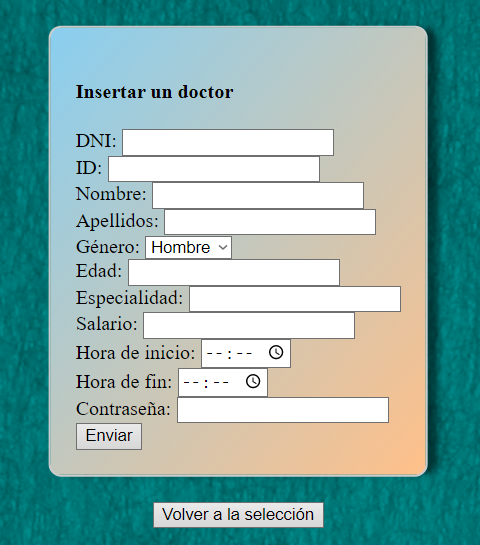 Insertar un doctor
DNI:
ID:
Nombre:
Apellidos:
Género: Hombre
Edad:
Especialidad:
Salario:
Hora de inicio: --:--
Hora de fin: --:--
Contraseña:
Enviar
Volver a la selección